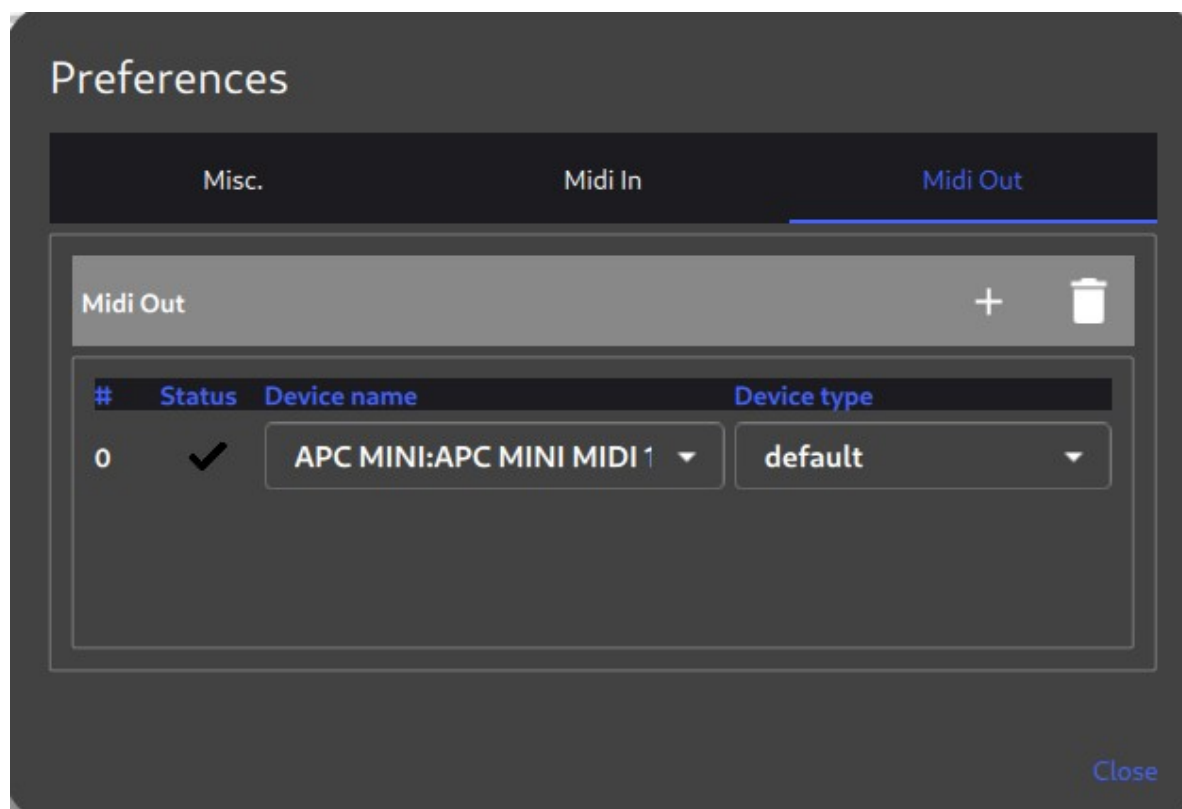 Preferences
Misc. Midi In Midi Out
Midi Out +
# Status Device name Device type
0 APC MINI:APC MINI MIDI 1 default
Close